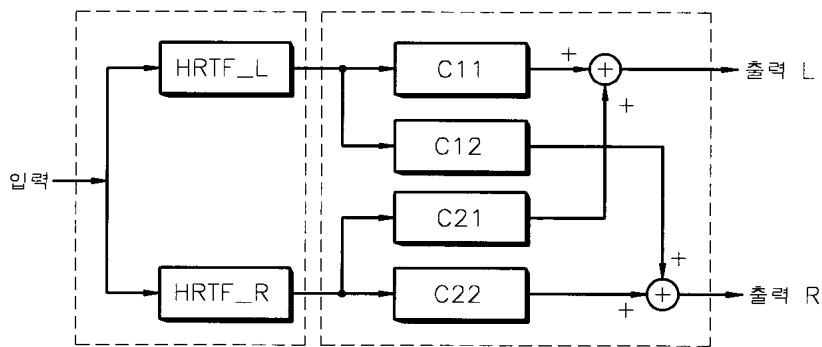 HRTF_L
C11
+
+
출력 L
+
C12
입력
C21
+
HRTF_R
C22
+
+
출력 R